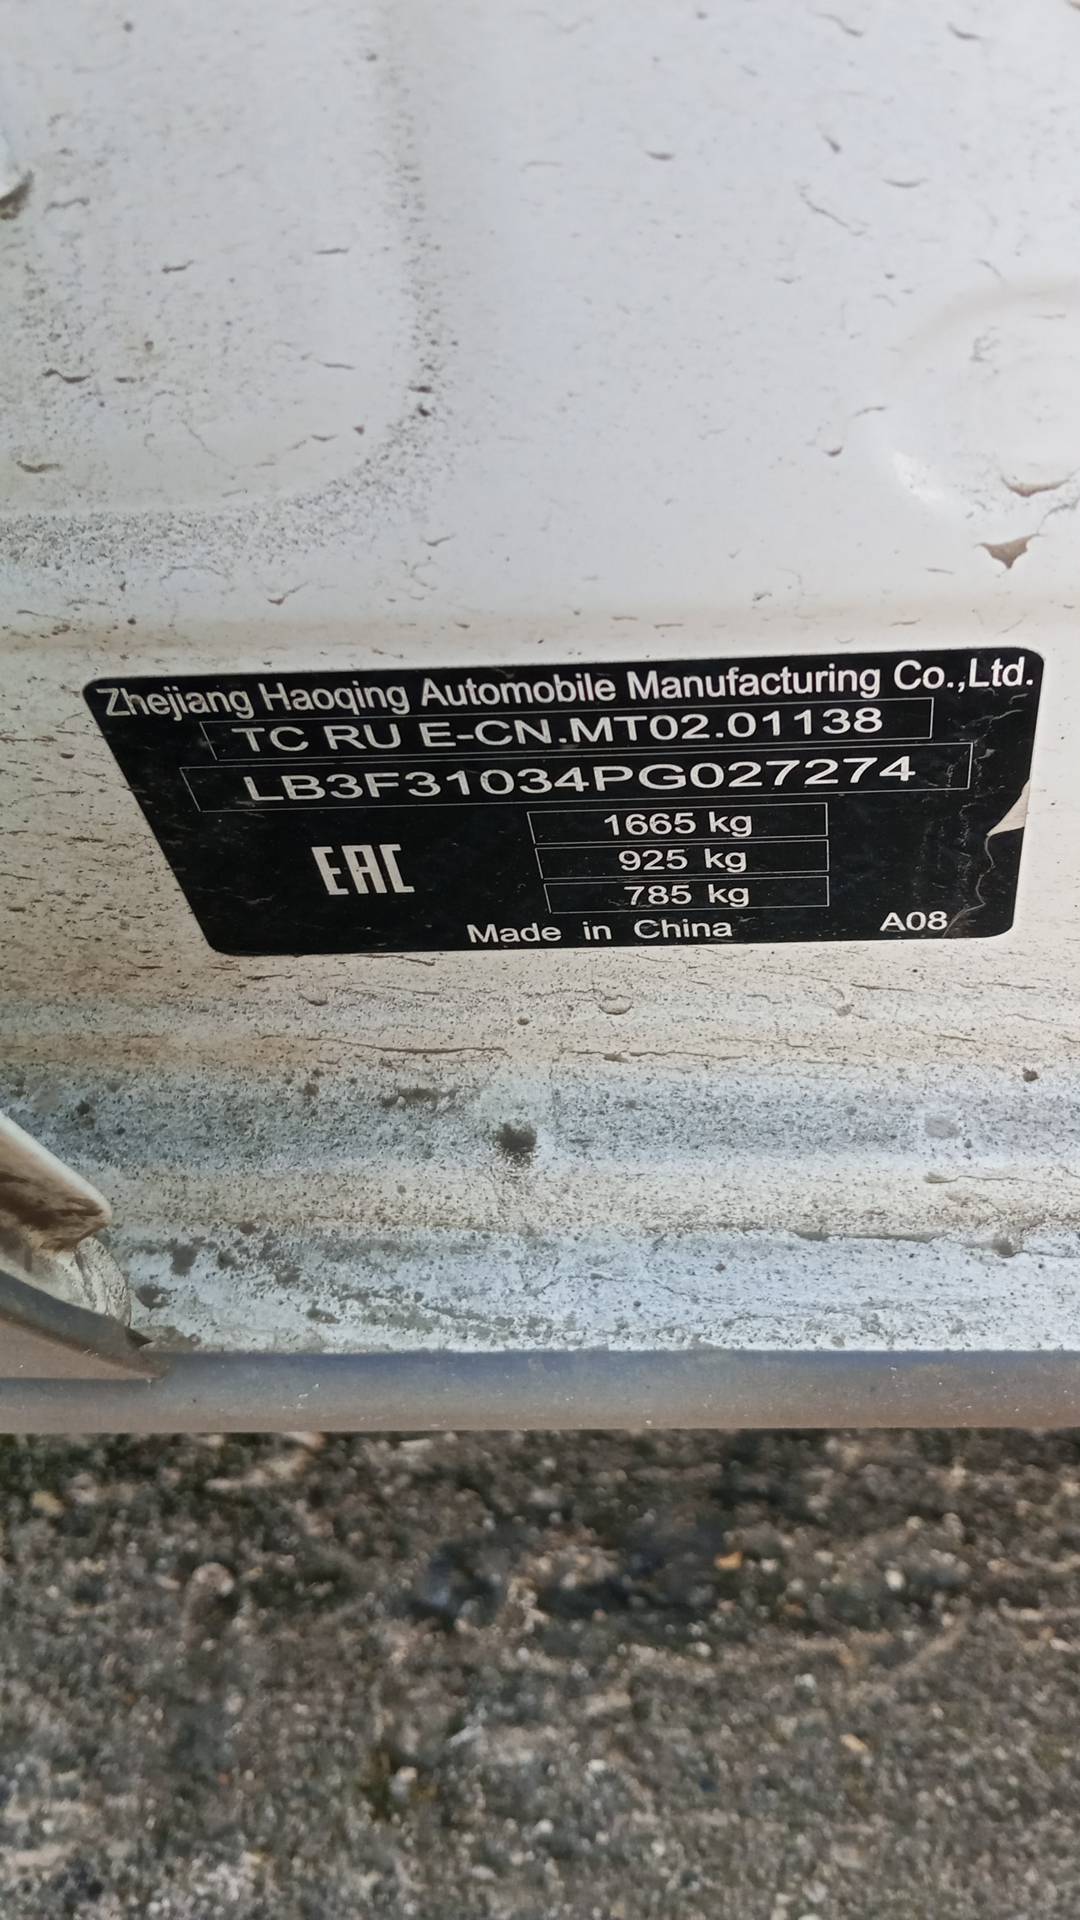 Zhejiang Haoqing Automobile Manufacturing Co.,Ltd.
TC RU E-CN.MT02.01138
LB3F31034PG027274
1665 kg
EAC
925 kg
785 kg
Made in China
A08